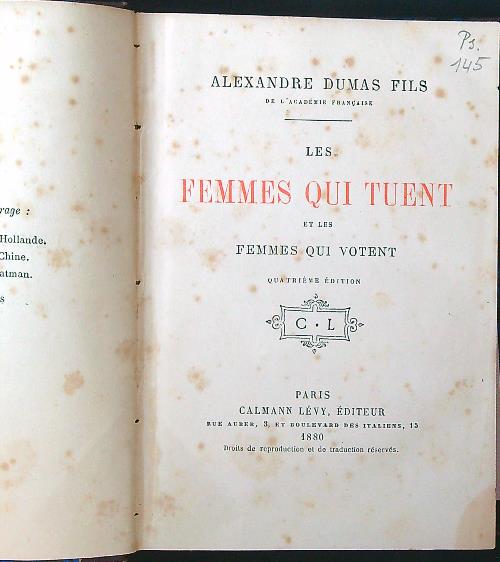 rage :
Hollande.
Chine.
atman.
s
Ps.
145
ALEXANDRE DUMAS FILS
DE L'ACADÉMIE FRANÇAISE
LES
FEMMES QUI TUENT
ET LES
FEMMES QUI VOTENT
QUATRIÈME ÉDITION
C · L
PARIS
CALMANN LÉVY, ÉDITEUR
RUE AUBER, 3, ET BOULEVARD DES ITALIENS, 15
1880
Droits de reproduction et de traduction réservés.